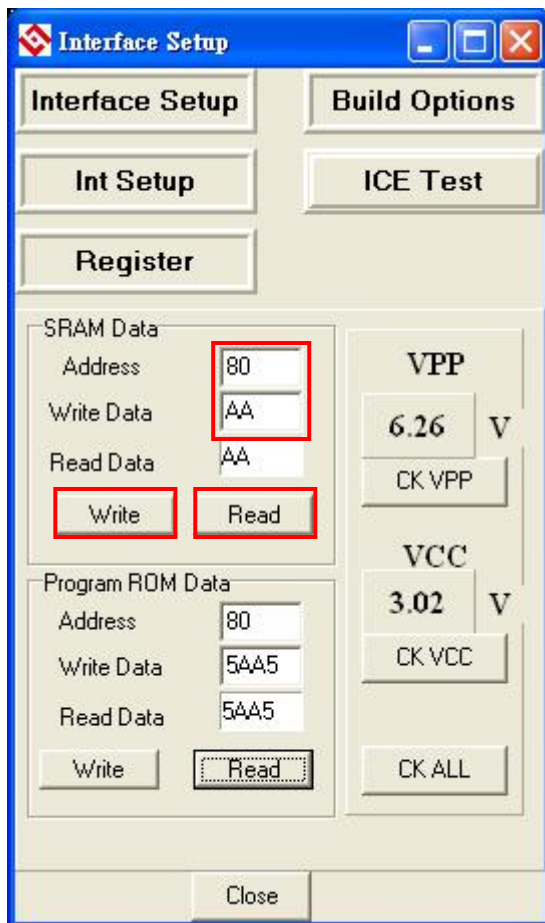 Interface Setup
Interface Setup
Build Options
Int Setup
ICE Test
Register
SRAM Data
Address 80
Write Data AA
Read Data AA
Write Read
VPP
6.26 V
CK VPP
VCC
3.02 V
CK VCC
CK ALL
Program ROM Data
Address 80
Write Data 5AA5
Read Data 5AA5
Write Read
Close